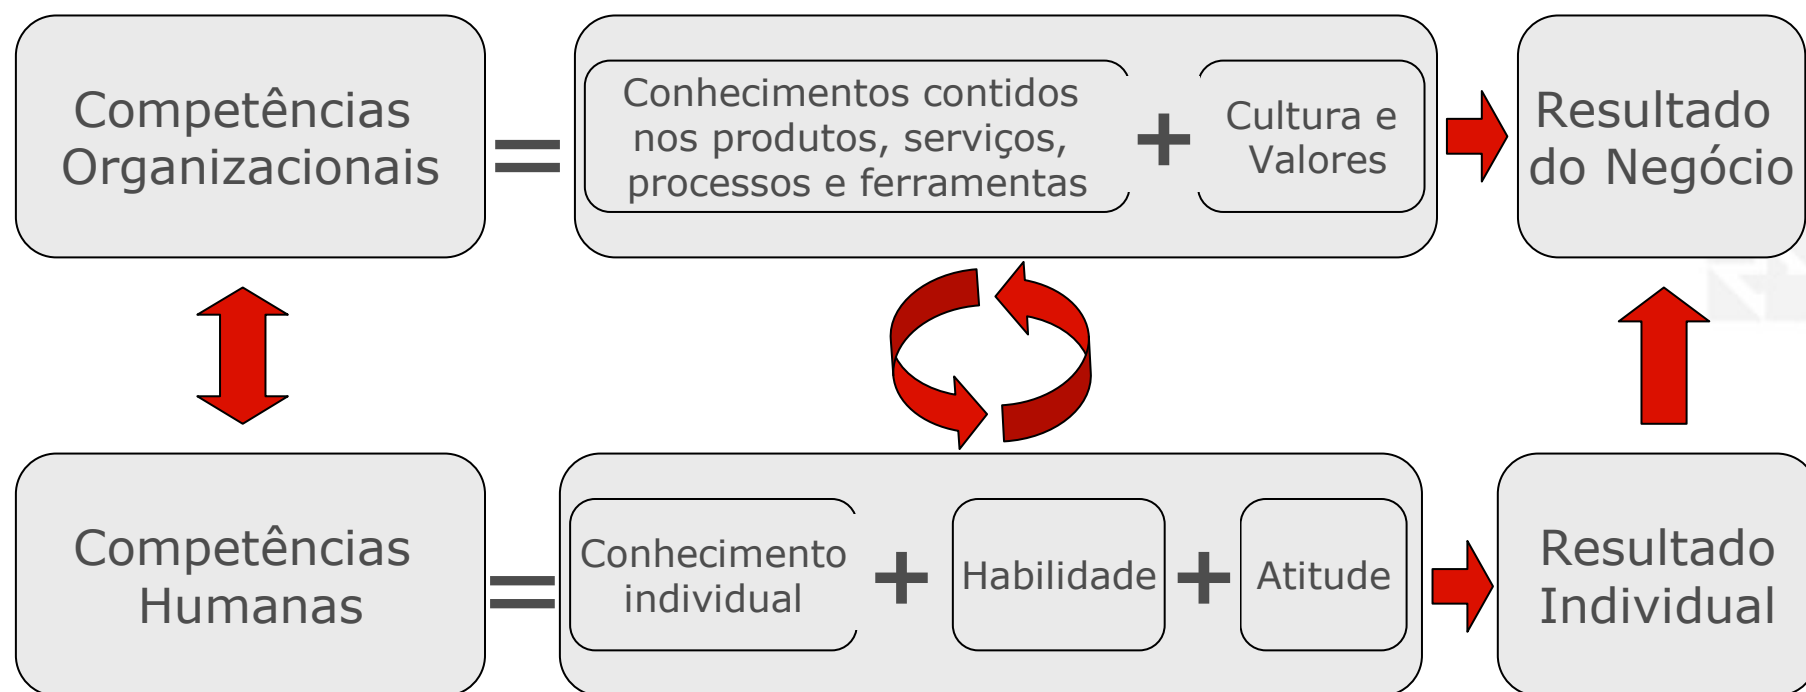 Competências
Organizacionais
=
Conhecimentos contidos
nos produtos, serviços,
processos e ferramentas
+
Cultura e
Valores
Resultado
do Negócio
Competências
Humanas
=
Conhecimento
individual
+
Habilidade
+
Atitude
Resultado
Individual